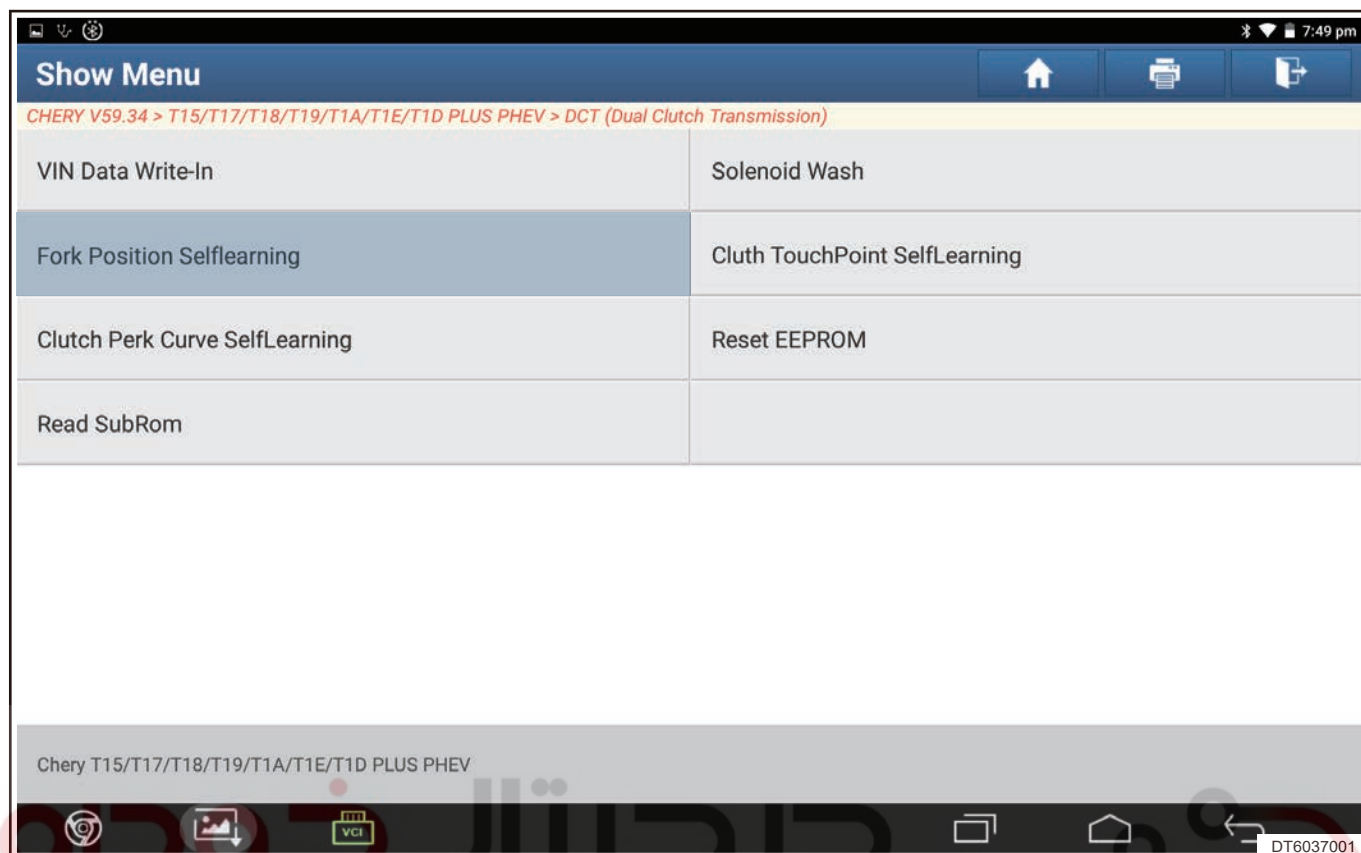 7:49 pm
Show Menu
CHERY V59.34 > T15/T17/T18/T19/T1A/T1E/T1D PLUS PHEV > DCT (Dual Clutch Transmission)
VIN Data Write-In
Solenoid Wash
Fork Position Selflearning
Cluth TouchPoint SelfLearning
Clutch Perk Curve SelfLearning
Reset EEPROM
Read SubRom
Chery T15/T17/T18/T19/T1A/T1E/T1D PLUS PHEV
VCI
DT6037001